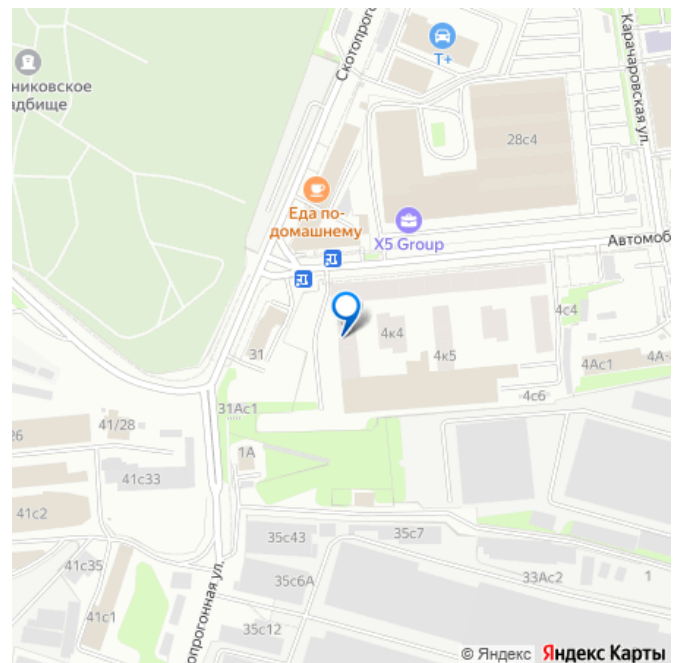 Скотопрого
Карачаровская ул.
T+
никовское
адбище
28с4
Еда по-
домашнему
X5 Group
Автомоб
4с4
4к4
31
4к5
4Ас1
4А-
4с6
31Ас1
41/28
26
1А
41с33
41с2
35с43
35с7
41с35
35с6А
33Ас2
1
41с1
опрогонная ул.
35с12
© Яндекс Яндекс Карты